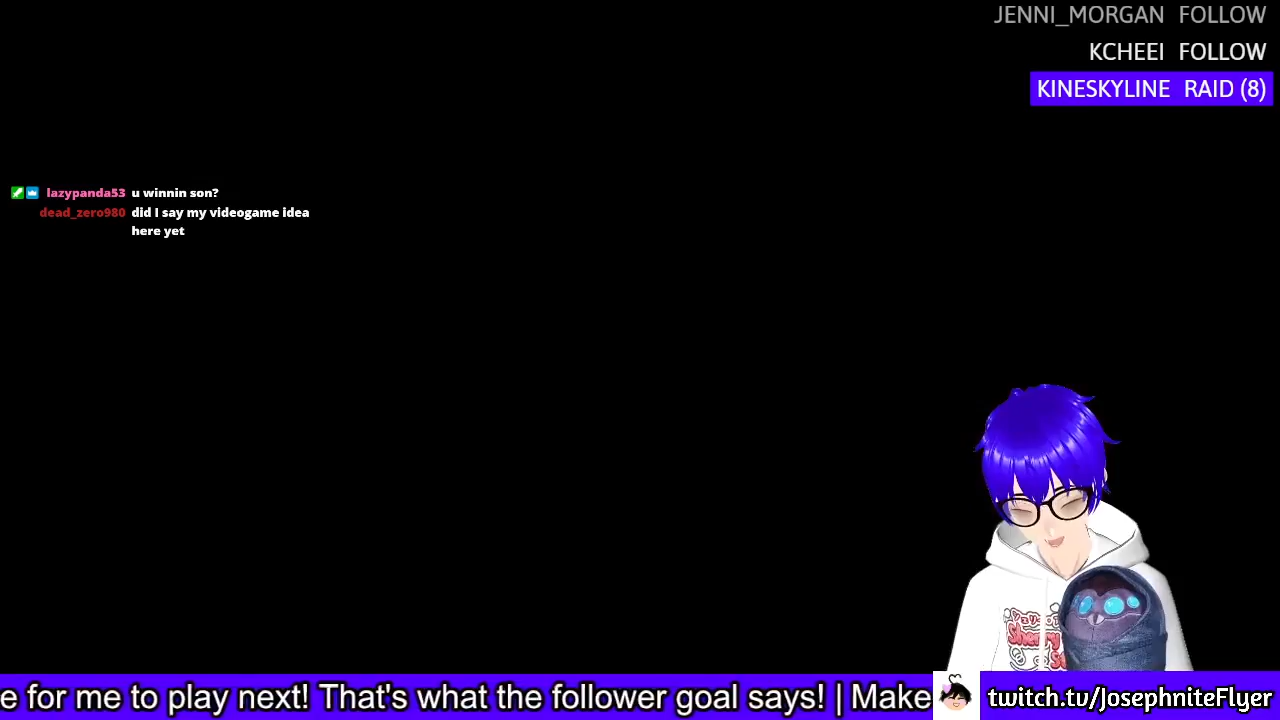 JENNI_MORGAN FOLLOW
KCHEEI FOLLOW
KINESKYLINE RAID (8)
lazypanda53 u winnin son?
dead_zero980 did I say my videogame idea
here yet
e for me to play next! That's what the follower goal says! | Make
twitch.tv/JosephniteFlyer